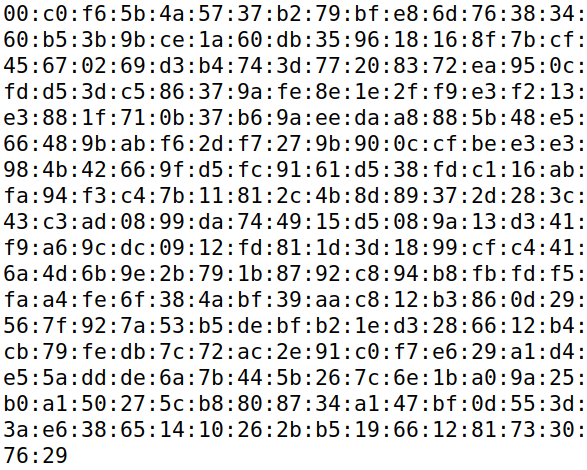 00:c0:f6:5b:4a:57:37:b2:79:bf:e8:6d:76:38:34:
60:b5:3b:9b:ce:1a:60:db:35:96:18:16:8f:7b:cf:
45:67:02:69:d3:b4:74:3d:77:20:83:72:ea:95:0c:
fd:d5:3d:c5:86:37:9a:fe:8e:1e:2f:f9:e3:f2:13:
e3:88:1f:71:0b:37:b6:9a:ee:da:a8:88:5b:48:e5:
66:48:9b:ab:f6:2d:f7:27:9b:90:0c:cf:be:e3:e3:
98:4b:42:66:9f:d5:fc:91:61:d5:38:fd:c1:16:ab:
fa:94:f3:c4:7b:11:81:2c:4b:8d:89:37:2d:28:3c:
43:c3:ad:08:99:da:74:49:15:d5:08:9a:13:d3:41:
f9:a6:9c:dc:09:12:fd:81:1d:3d:18:99:cf:c4:41:
6a:4d:6b:9e:2b:79:1b:87:92:c8:94:b8:fb:fd:f5:
fa:a4:fe:6f:38:4a:bf:39:aa:c8:12:b3:86:0d:29:
56:7f:92:7a:53:b5:de:bf:b2:1e:d3:28:66:12:b4:
cb:79:fe:db:7c:72:ac:2e:91:c0:f7:e6:29:a1:d4:
e5:5a:dd:de:6a:7b:44:5b:26:7c:6e:1b:a0:9a:25:
b0:a1:50:27:5c:b8:80:87:34:a1:47:bf:0d:55:3d:
3a:e6:38:65:14:10:26:2b:b5:19:66:12:81:73:30:
76:29